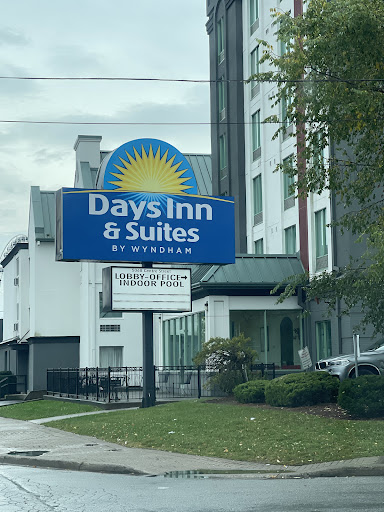 Days Inn
& Suites
BY WYNDHAM
LOBBY-OFFICE→
INDOOR POOL